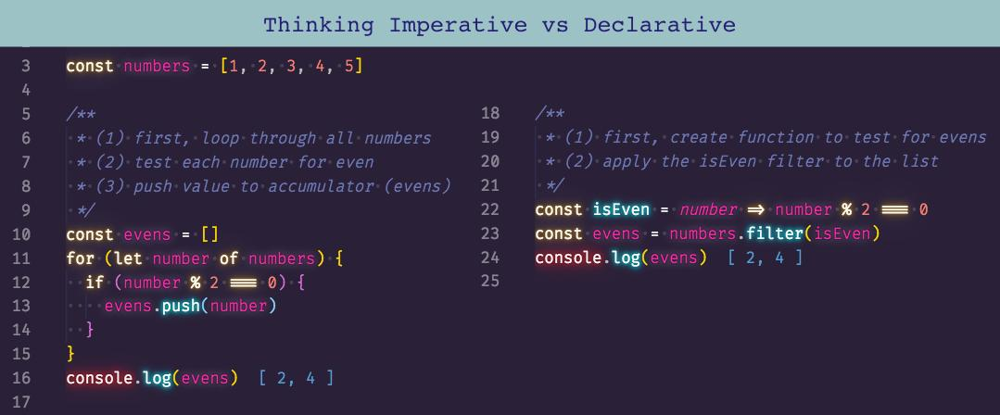 Thinking Imperative vs Declarative
3 const numbers = [1, 2, 3, 4, 5]
4
5 /**
6  * (1) first, loop through all numbers
7  * (2) test each number for even
8  * (3) push value to accumulator (evens)
9  */
10 const evens = []
11 for (let number of numbers) {
12   if (number % 2 === 0) {
13     evens.push(number)
14   }
15 }
16 console.log(evens)  [ 2, 4 ]
17
18 /**
19  * (1) first, create function to test for evens
20  * (2) apply the isEven filter to the list
21  */
22 const isEven = number => number % 2 === 0
23 const evens = numbers.filter(isEven)
24 console.log(evens)  [ 2, 4 ]
25